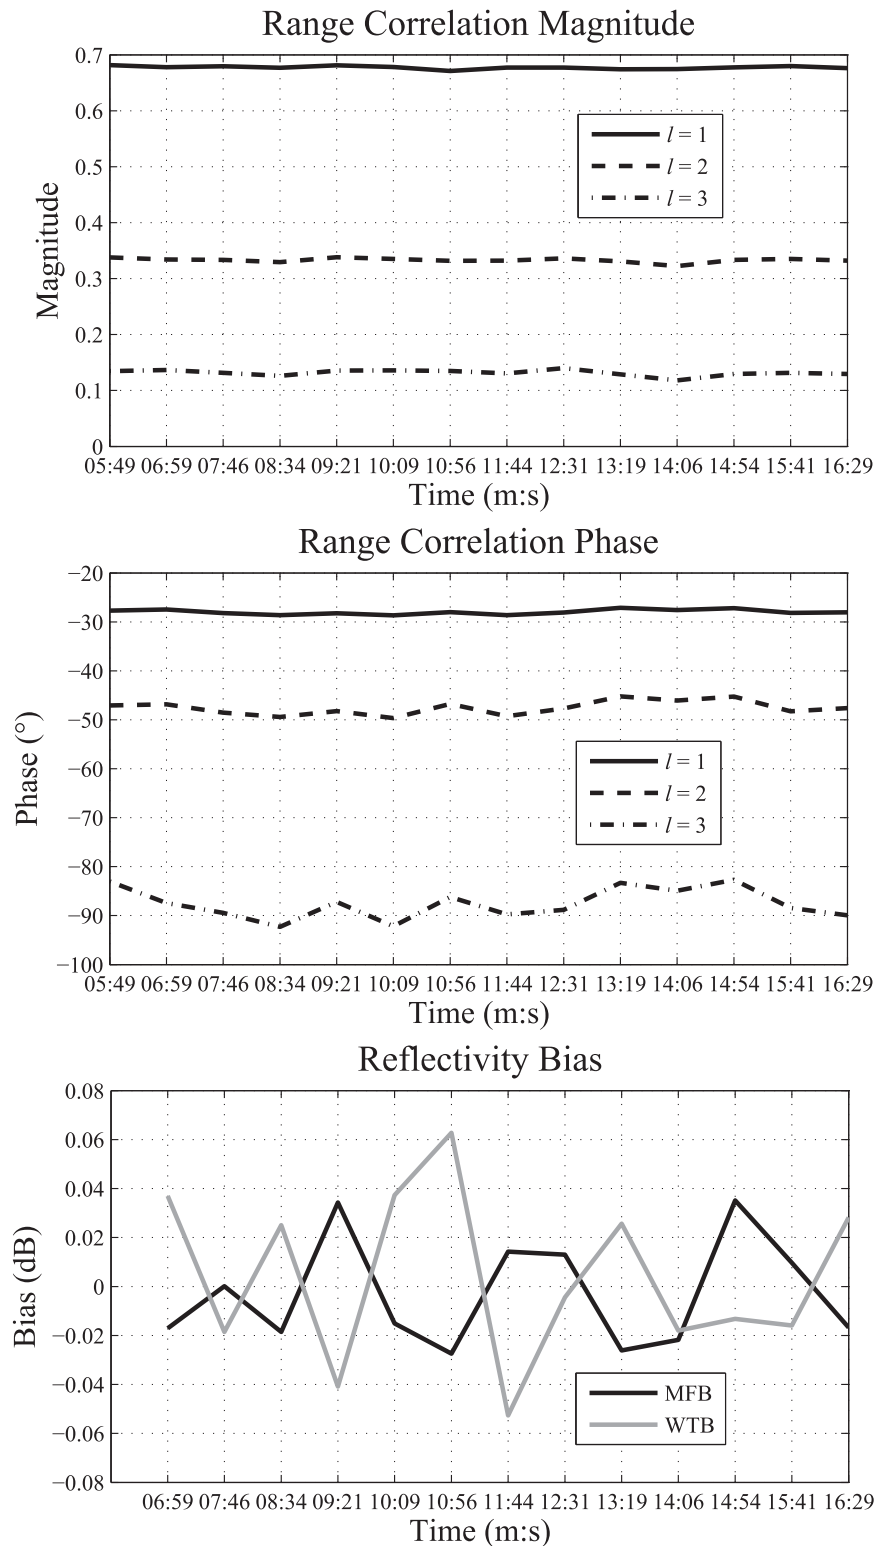 Range Correlation Magnitude
0.7
0.6
0.5
0.4
0.3
0.2
0.1
0
Magnitude
l = 1
l = 2
l = 3
05:49 06:59 07:46 08:34 09:21 10:09 10:56 11:44 12:31 13:19 14:06 14:54 15:41 16:29
Time (m:s)
Range Correlation Phase
−20
−30
−40
−50
−60
−70
−80
−90
−100
Phase (°)
l = 1
l = 2
l = 3
05:49 06:59 07:46 08:34 09:21 10:09 10:56 11:44 12:31 13:19 14:06 14:54 15:41 16:29
Time (m:s)
Reflectivity Bias
0.08
0.06
0.04
0.02
0
−0.02
−0.04
−0.06
−0.08
Bias (dB)
MFB
WTB
06:59 07:46 08:34 09:21 10:09 10:56 11:44 12:31 13:19 14:06 14:54 15:41 16:29
Time (m:s)